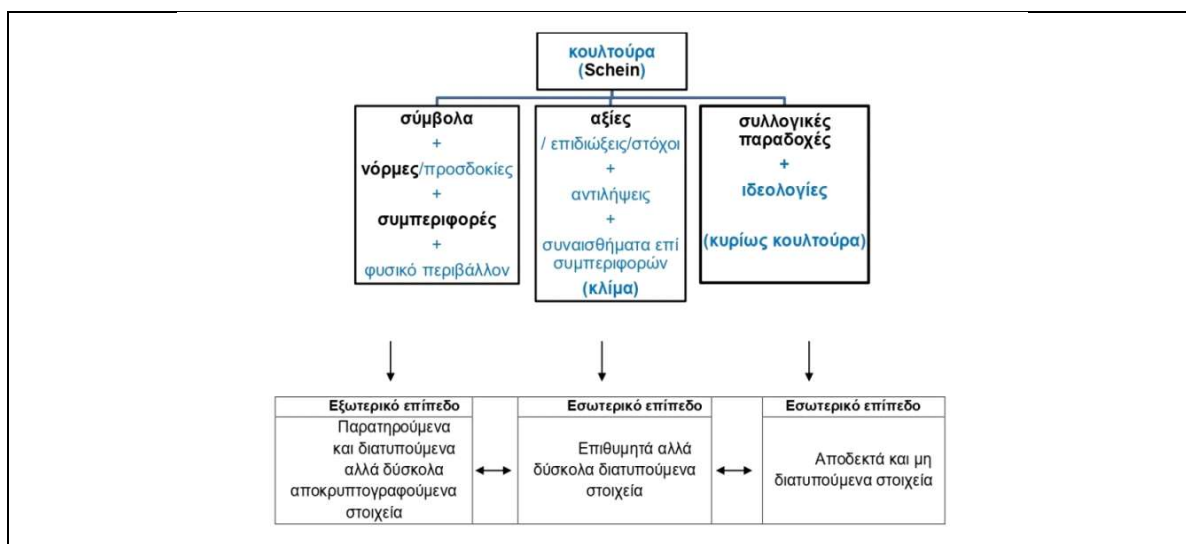 κουλτούρα
(Schein)
σύμβολα
+
νόρμες/προσδοκίες
+
συμπεριφορές
+
φυσικό περιβάλλον
αξίες
/ επιδιώξεις/στόχοι
+
αντιλήψεις
+
συναισθήματα επί
συμπεριφορών
(κλίμα)
συλλογικές
παραδοχές
+
ιδεολογίες
(κυρίως κουλτούρα)
Εξωτερικό επίπεδο
Παρατηρούμενα
και διατυπούμενα
αλλά δύσκολα
αποκρυπτογραφούμενα
στοιχεία
Εσωτερικό επίπεδο
Επιθυμητά αλλά
δύσκολα διατυπούμενα
στοιχεία
Εσωτερικό επίπεδο
Αποδεκτά και μη
διατυπούμενα στοιχεία